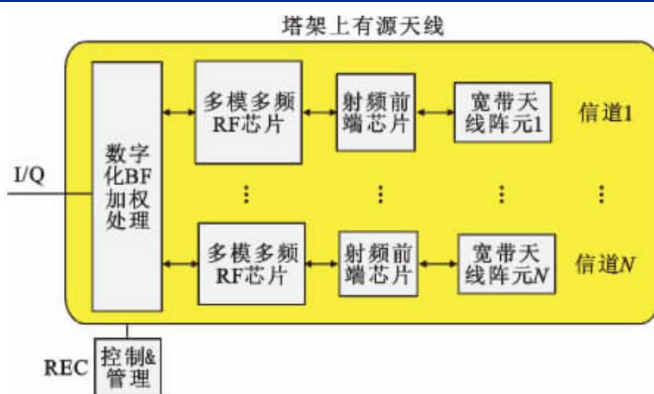 塔架上有源天线
I/Q
数字
化BF
加权
处理
多模多频
RF芯片
射频前
端芯片
宽带天
线阵元1
信道1
多模多频
RF芯片
射频前
端芯片
宽带天
线阵元N
信道N
REC
控制&
管理